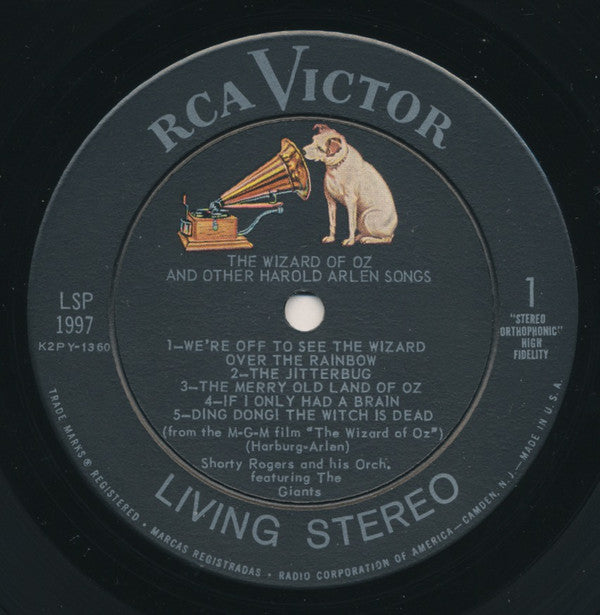 RCA VICTOR
THE WIZARD OF OZ
AND OTHER HAROLD ARLEN SONGS
LSP
1997
K2PY-1360
1
"STEREO
ORTHOPHONIC"
HIGH
FIDELITY
1—WE'RE OFF TO SEE THE WIZARD
OVER THE RAINBOW
2—THE JITTERBUG
3—THE MERRY OLD LAND OF OZ
4—IF I ONLY HAD A BRAIN
5—DING DONG! THE WITCH IS DEAD
(from the M-G-M film "The Wizard of Oz")
(Harburg-Arlen)
Shorty Rogers and his Orch.
featuring The
Giants
LIVING STEREO
TRADE MARKS ® REGISTERED • MARCAS REGISTRADAS • RADIO CORPORATION OF AMERICA—CAMDEN, N.J.—MADE IN U.S.A.